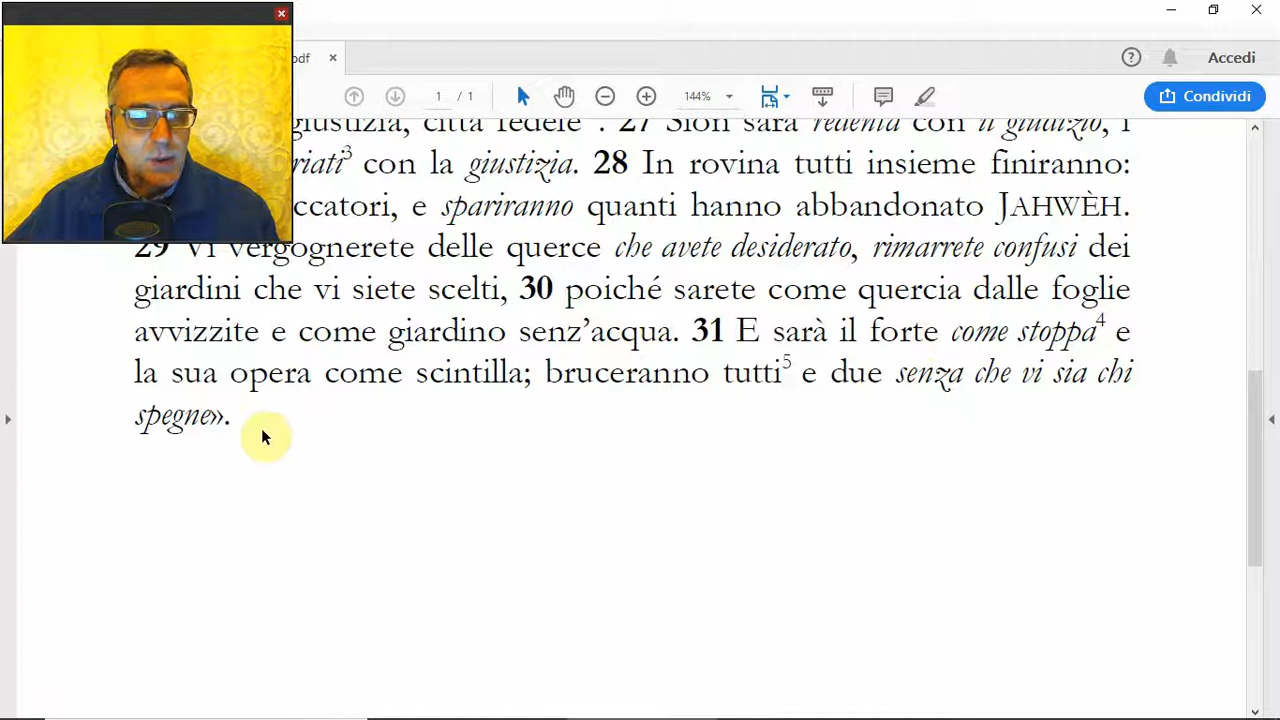 pdf
Accedi
1 / 1
144%
Condividi
giustizia, città fedele". 27 Sion sarà redenta con il giudizio, i
riati³ con la giustizia. 28 In rovina tutti insieme finiranno:
ccatori, e spariranno quanti hanno abbandonato JAHWÈH.
29 Vi vergognerete delle querce che avete desiderato, rimarrete confusi dei
giardini che vi siete scelti, 30 poiché sarete come quercia dalle foglie
avvizzite e come giardino senz’acqua. 31 E sarà il forte come stoppa⁴ e
la sua opera come scintilla; bruceranno tutti⁵ e due senza che vi sia chi
spegne».